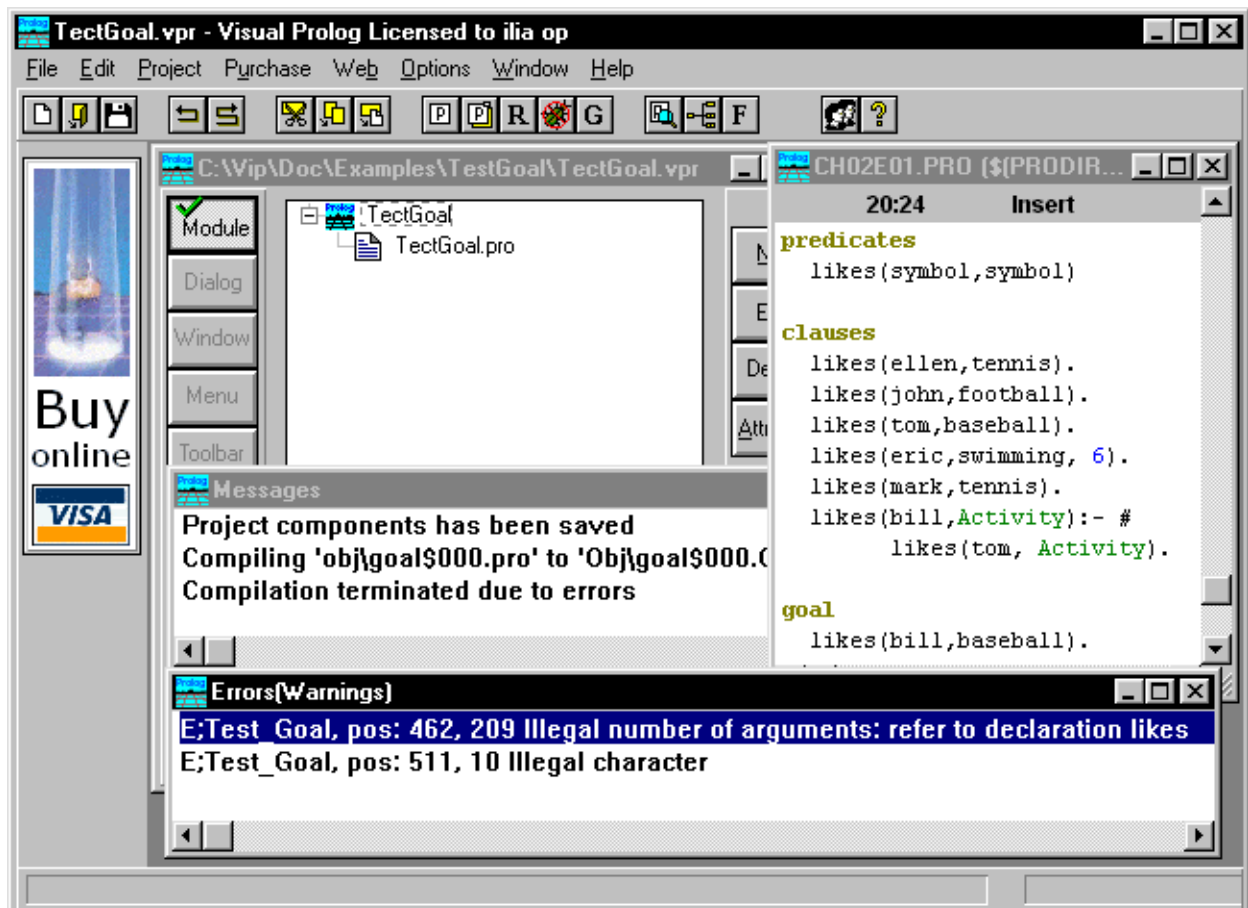 TectGoal.vpr - Visual Prolog Licensed to ilia op
File Edit Project Purchase Web Options Window Help
P P R G F ?
Buy
online
VISA
C:\Vip\Doc\Examples\TestGoal\TectGoal.vpr
Module
Dialog
Window
Menu
Toolbar
TectGoal
TectGoal.pro
N
E
De
Attr
CH02E01.PRO ($(PRODIR...
20:24 Insert
predicates
likes(symbol,symbol)
clauses
likes(ellen,tennis).
likes(john,football).
likes(tom,baseball).
likes(eric,swimming, 6).
likes(mark,tennis).
likes(bill,Activity):- #
likes(tom, Activity).
goal
likes(bill,baseball).
Messages
Project components has been saved
Compiling 'obj\goal$000.pro' to 'Obj\goal$000.
Compilation terminated due to errors
Errors(Warnings)
E;Test_Goal, pos: 462, 209 Illegal number of arguments: refer to declaration likes
E;Test_Goal, pos: 511, 10 Illegal character